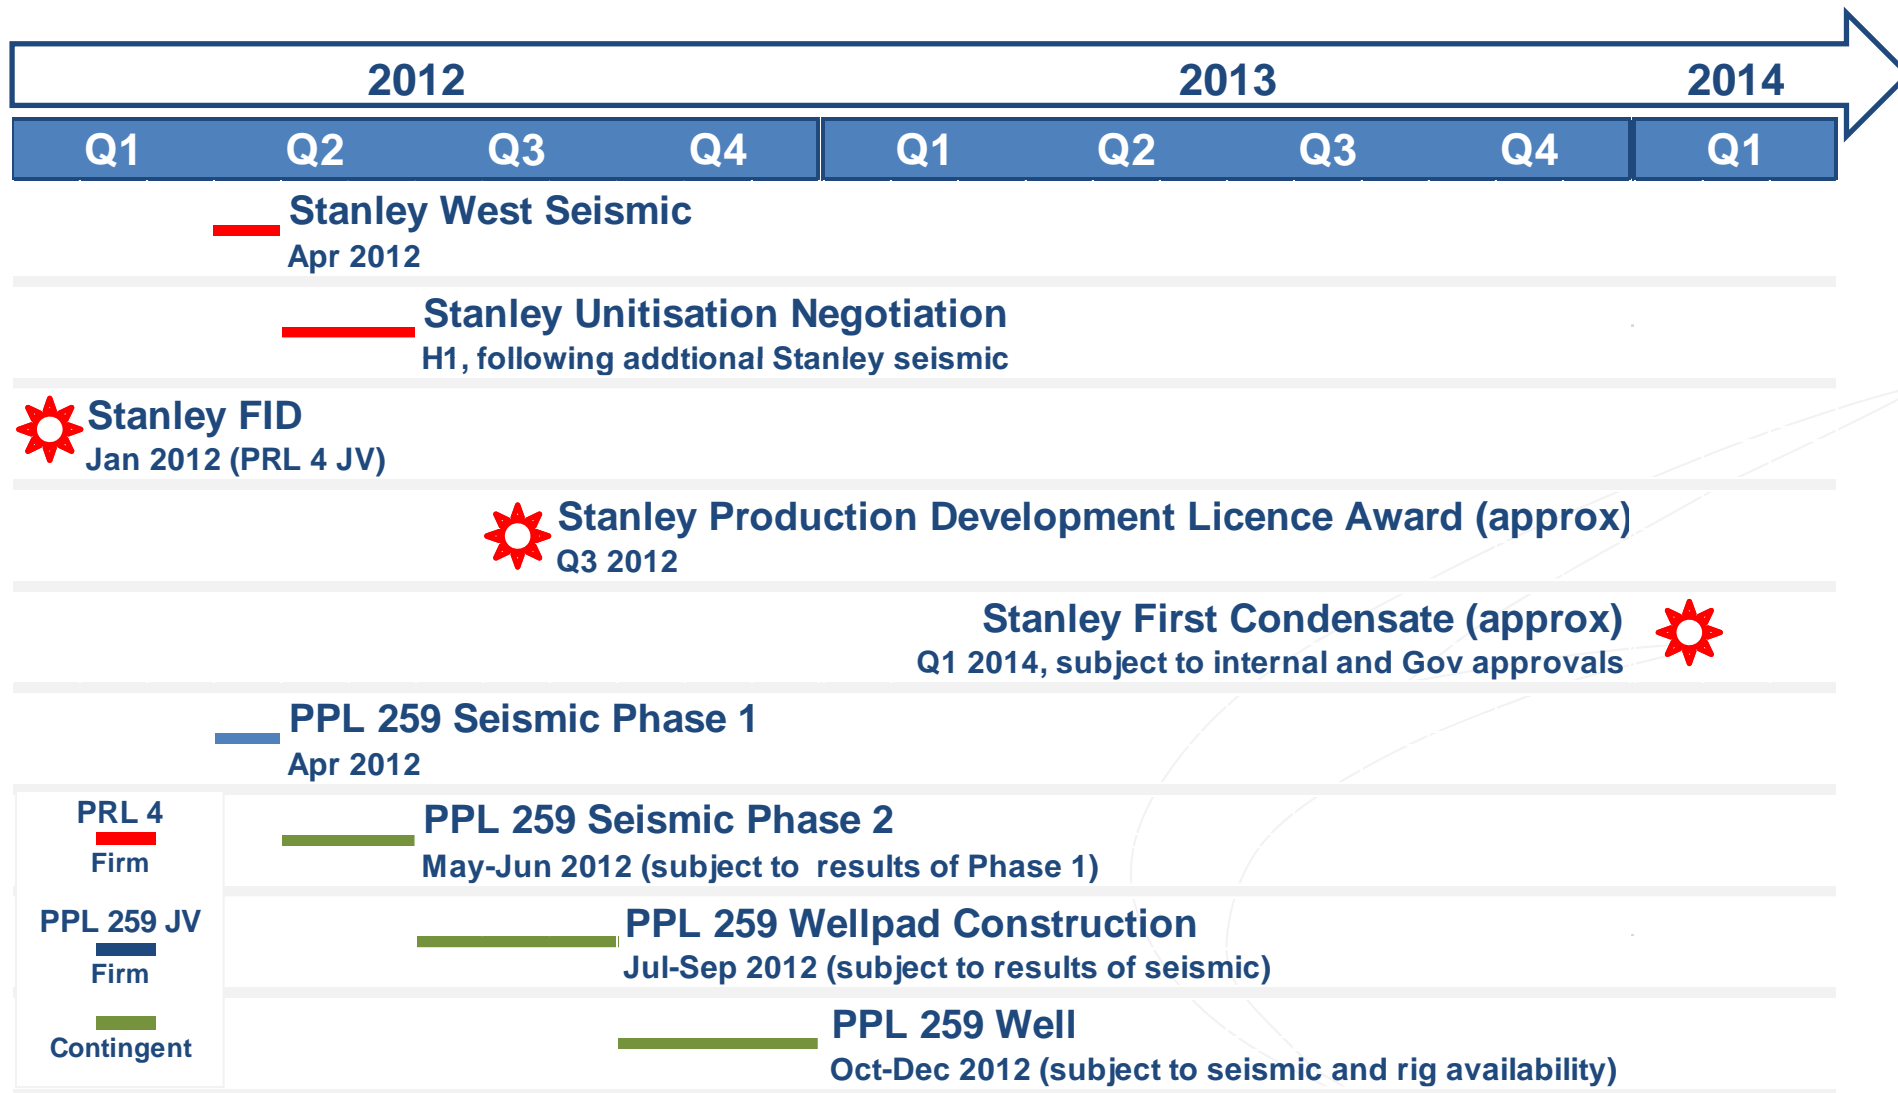 2012 2013 2014
Q1 Q2 Q3 Q4 Q1 Q2 Q3 Q4 Q1
Stanley West Seismic
Apr 2012
Stanley Unitisation Negotiation
H1, following addtional Stanley seismic
Stanley FID
Jan 2012 (PRL 4 JV)
Stanley Production Development Licence Award (approx)
Q3 2012
Stanley First Condensate (approx)
Q1 2014, subject to internal and Gov approvals
PPL 259 Seismic Phase 1
Apr 2012
PPL 259 Seismic Phase 2
May-Jun 2012 (subject to results of Phase 1)
PPL 259 Wellpad Construction
Jul-Sep 2012 (subject to results of seismic)
PPL 259 Well
Oct-Dec 2012 (subject to seismic and rig availability)
PRL 4
Firm
PPL 259 JV
Firm
Contingent